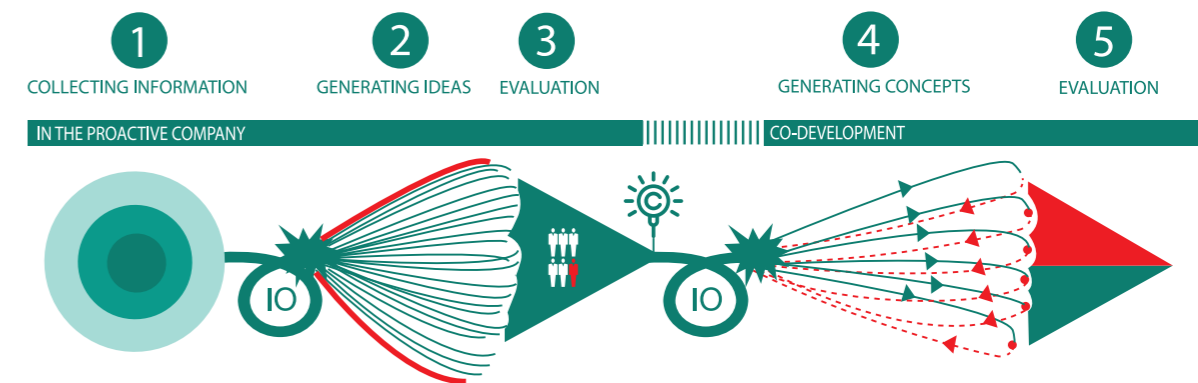 1
2
3
4
5
COLLECTING INFORMATION
GENERATING IDEAS
EVALUATION
GENERATING CONCEPTS
EVALUATION
IN THE PROACTIVE COMPANY
CO-DEVELOPMENT
C
IO
IO